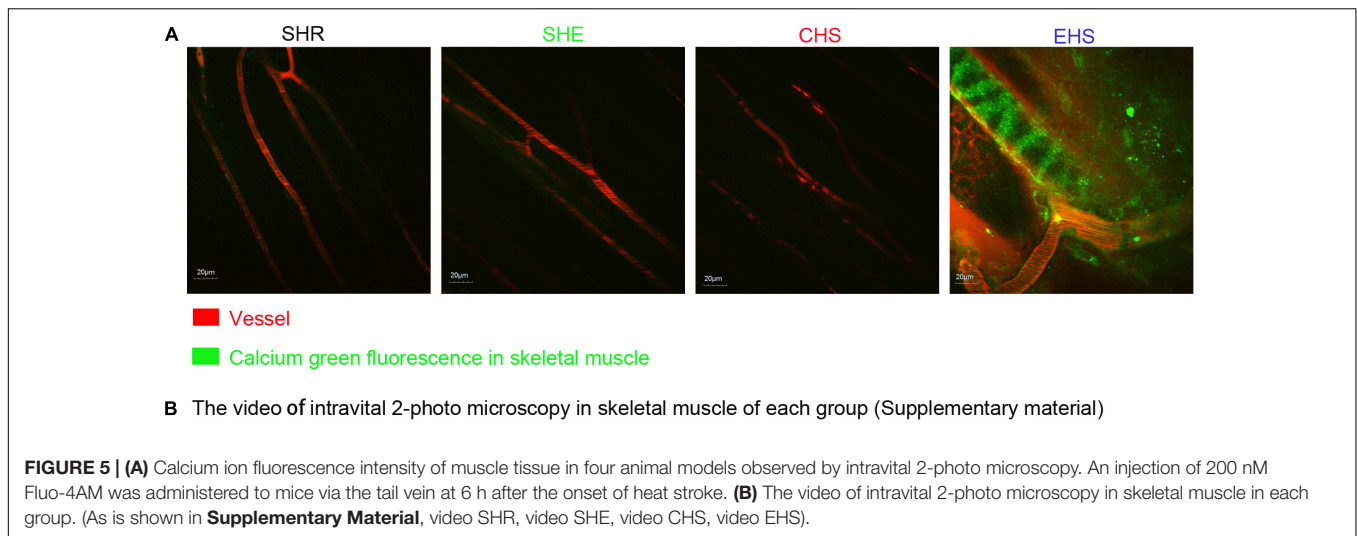 A
SHR
SHE
CHS
EHS
20μm
20μm
20μm
20μm
Vessel
Calcium green fluorescence in skeletal muscle
B The video of intravital 2-photo microscopy in skeletal muscle of each group (Supplementary material)
FIGURE 5 | (A) Calcium ion fluorescence intensity of muscle tissue in four animal models observed by intravital 2-photo microscopy. An injection of 200 nM
Fluo-4AM was administered to mice via the tail vein at 6 h after the onset of heat stroke. (B) The video of intravital 2-photo microscopy in skeletal muscle in each
group. (As is shown in Supplementary Material, video SHR, video SHE, video CHS, video EHS).